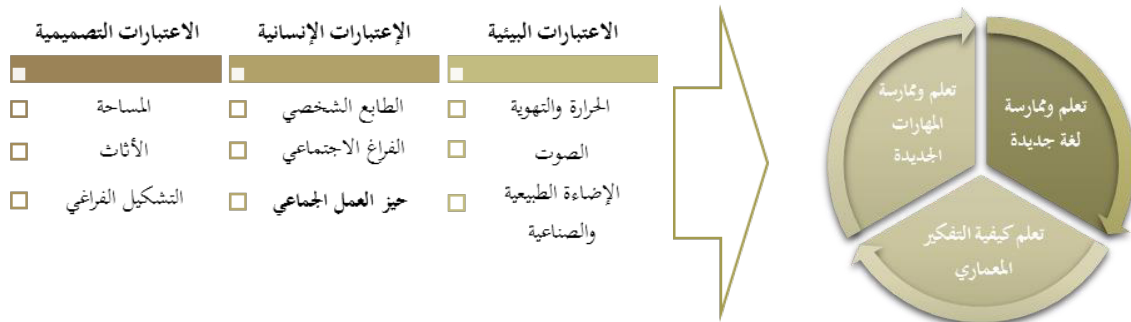 الاعتبارات البيئية
الحرارة والتهوية
الصوت
الإضاءة الطبيعية
والصناعية
الإعتبارات الإنسانية
الطابع الشخصي
الفراغ الاجتماعي
حيز العمل الجماعي
الاعتبارات التصميمية
المساحة
الأثاث
التشكيل الفراغي
تعلم وممارسة
لغة جديدة
تعلم كيفية التفكير
المعماري
تعلم وممارسة
المهارات
الجديدة